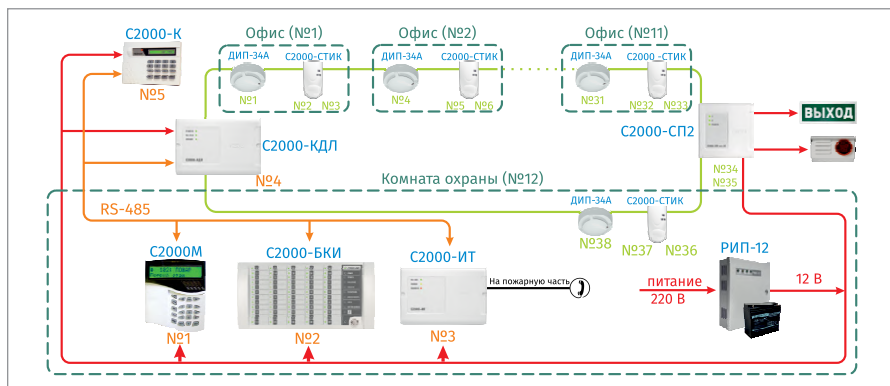 С2000-К
№5
Офис (№1)
ДИП-34А
С2000-СТИК
№1
№2
№3
Офис (№2)
ДИП-34А
С2000-СТИК
№4
№5
№6
Офис (№11)
ДИП-34А
С2000-СТИК
№31
№32
№33
С2000-КДЛ
№4
С2000-СП2
№34
№35
ВЫХОД
Комната охраны (№12)
RS-485
ДИП-34А
С2000-СТИК
№38
№37
№36
С2000М
№1
С2000-БКИ
№2
С2000-ИТ
№3
На пожарную часть
РИП-12
питание
220 В
12 В